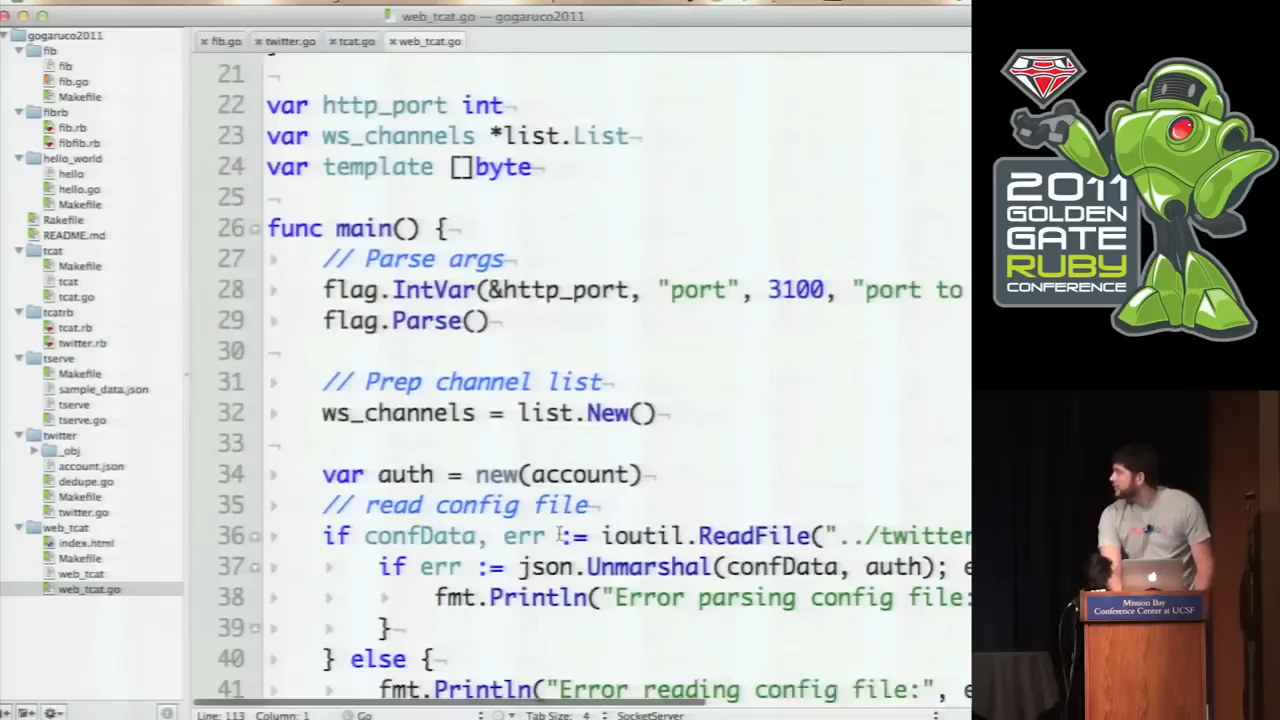 web_tcat.go — gogaruco2011
gogaruco2011
fib
fib
fib.go
Makefile
fibrb
fib.rb
fibfib.rb
hello_world
hello
hello.go
Makefile
Rakefile
README.md
tcat
Makefile
tcat
tcat.go
tcatrb
tcat.rb
twitter.rb
tserve
Makefile
sample_data.json
tserve
tserve.go
twitter
_obj
account.json
dedupe.go
Makefile
twitter.go
web_tcat
index.html
Makefile
web_tcat
web_tcat.go
× fib.go × twitter.go × tcat.go × web_tcat.go
21
22 var http_port int
23 var ws_channels *list.List
24 var template []byte
25
26 func main() {
27 // Parse args
28 flag.IntVar(&http_port, "port", 3100, "port to
29 flag.Parse()
30
31 // Prep channel list
32 ws_channels = list.New()
33
34 var auth = new(account)
35 // read config file
36 if confData, err := ioutil.ReadFile("../twitter
37 if err := json.Unmarshal(confData, auth); e
38 fmt.Println("Error parsing config file:
39 }
40 } else {
41 fmt.Println("Error reading config file:", e
Line: 113 Column: 1 Go Tab Size: 4 SocketServer
2011
GOLDEN
GATE
RUBY
CONFERENCE
Mission Bay
Conference Center at UCSF